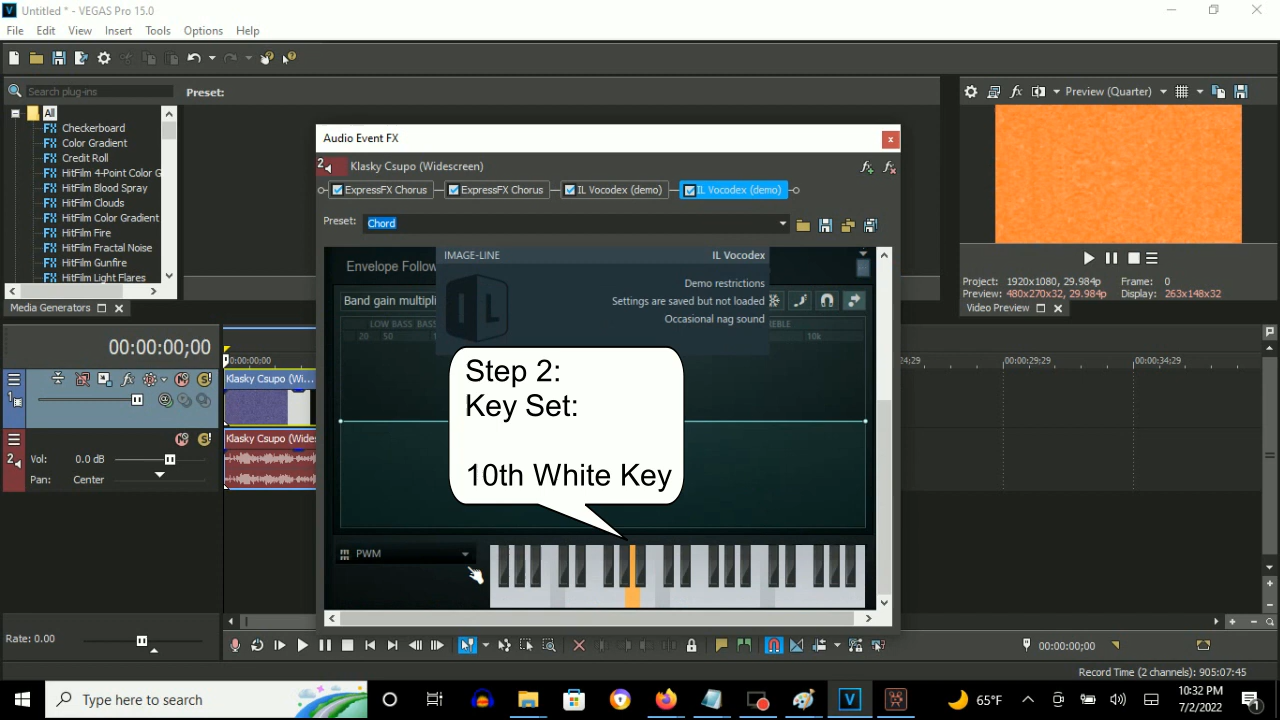 Untitled * - VEGAS Pro 15.0
File Edit View Insert Tools Options Help
Search plug-ins
Preset:
Preview (Quarter)
All
Checkerboard
Color Gradient
Credit Roll
HitFilm 4-Point Color G
HitFilm Blood Spray
HitFilm Clouds
HitFilm Color Gradient
HitFilm Fire
HitFilm Fractal Noise
HitFilm Gunfire
HitFilm Light Flares
Media Generators
Audio Event FX
2 Klasky Csupo (Widescreen)
ExpressFX Chorus ExpressFX Chorus IL Vocodex (demo) IL Vocodex (demo)
Preset: Chord
IMAGE-LINE IL Vocodex
Envelope Follow
Demo restrictions
Settings are saved but not loaded
Occasional nag sound
Band gain multipli
LOW BASS BASS
20 50
10k
Step 2:
Key Set:
10th White Key
PWM
Project: 1920x1080, 29.984p Frame: 0
Preview: 480x270x32, 29.984p Display: 263x148x32
Video Preview
00:00:00;00
0:00:00:00
:24;29 00:00:29;29 00:00:34;29
1
Klasky Csupo (Wi...
2
Klasky Csupo (Wides
Vol: 0.0 dB
Pan: Center
Rate: 0.00
00:00:00;00
Record Time (2 channels): 905:07:45
Type here to search
65°F
10:32 PM
7/2/2022
1